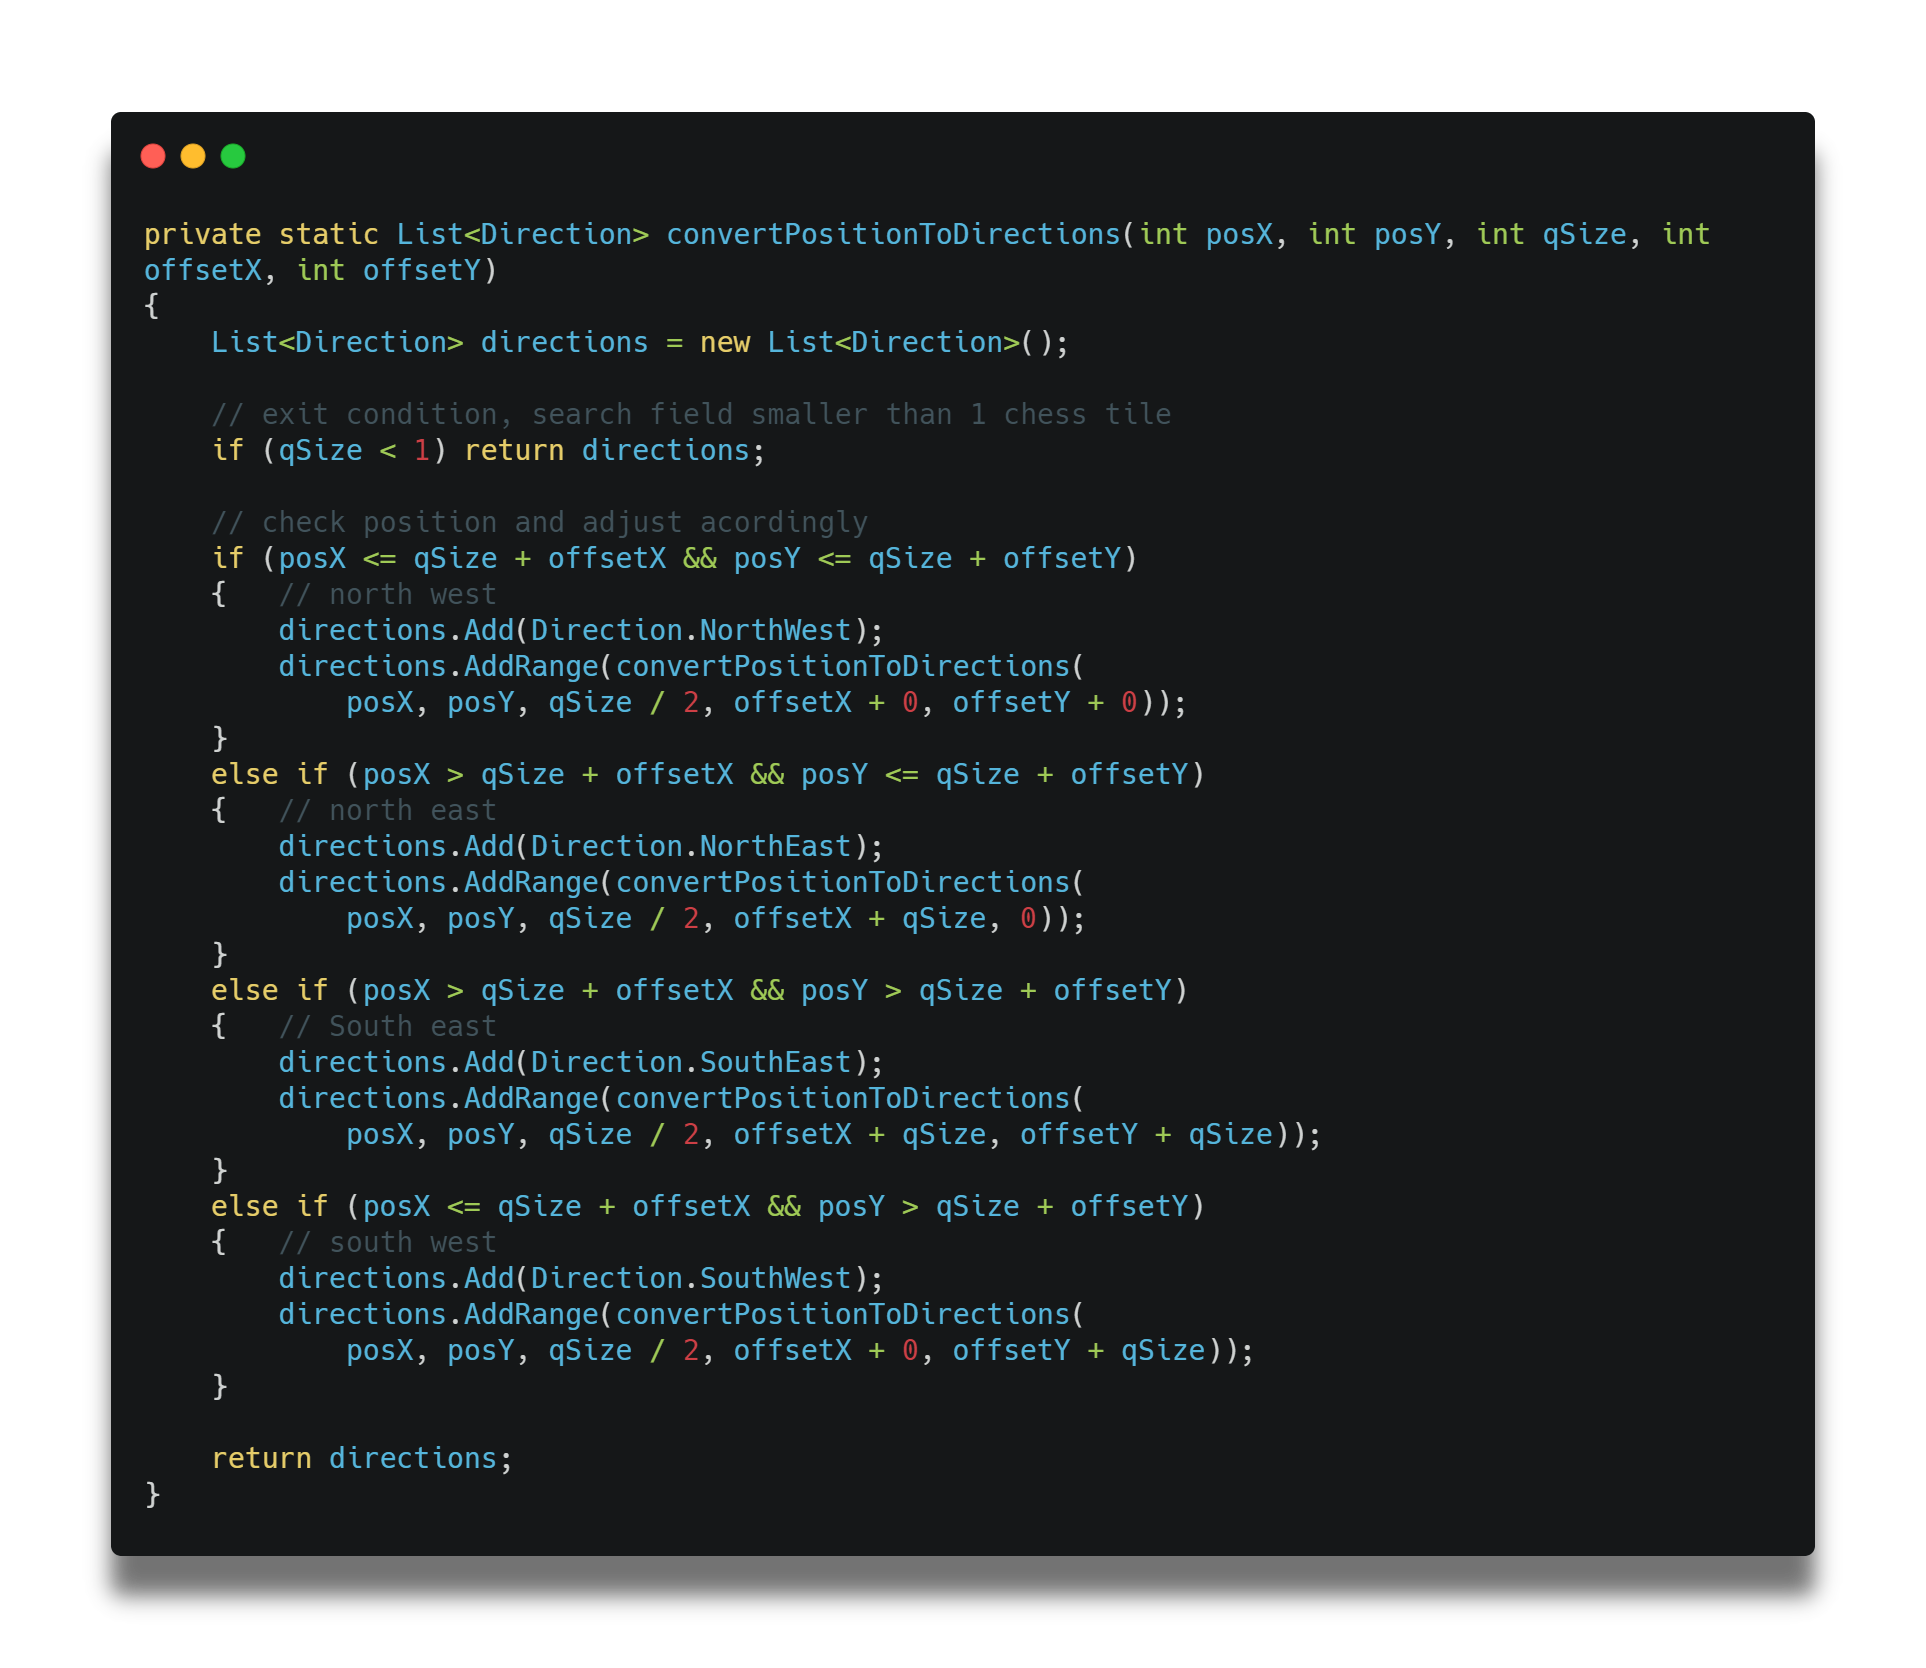 private static List<Direction> convertPositionToDirections(int posX, int posY, int qSize, int
offsetX, int offsetY)
{
    List<Direction> directions = new List<Direction>();

    // exit condition, search field smaller than 1 chess tile
    if (qSize < 1) return directions;

    // check position and adjust acordingly
    if (posX <= qSize + offsetX && posY <= qSize + offsetY)
    {   // north west
        directions.Add(Direction.NorthWest);
        directions.AddRange(convertPositionToDirections(
            posX, posY, qSize / 2, offsetX + 0, offsetY + 0));
    }
    else if (posX > qSize + offsetX && posY <= qSize + offsetY)
    {   // north east
        directions.Add(Direction.NorthEast);
        directions.AddRange(convertPositionToDirections(
            posX, posY, qSize / 2, offsetX + qSize, 0));
    }
    else if (posX > qSize + offsetX && posY > qSize + offsetY)
    {   // South east
        directions.Add(Direction.SouthEast);
        directions.AddRange(convertPositionToDirections(
            posX, posY, qSize / 2, offsetX + qSize, offsetY + qSize));
    }
    else if (posX <= qSize + offsetX && posY > qSize + offsetY)
    {   // south west
        directions.Add(Direction.SouthWest);
        directions.AddRange(convertPositionToDirections(
            posX, posY, qSize / 2, offsetX + 0, offsetY + qSize));
    }

    return directions;
}